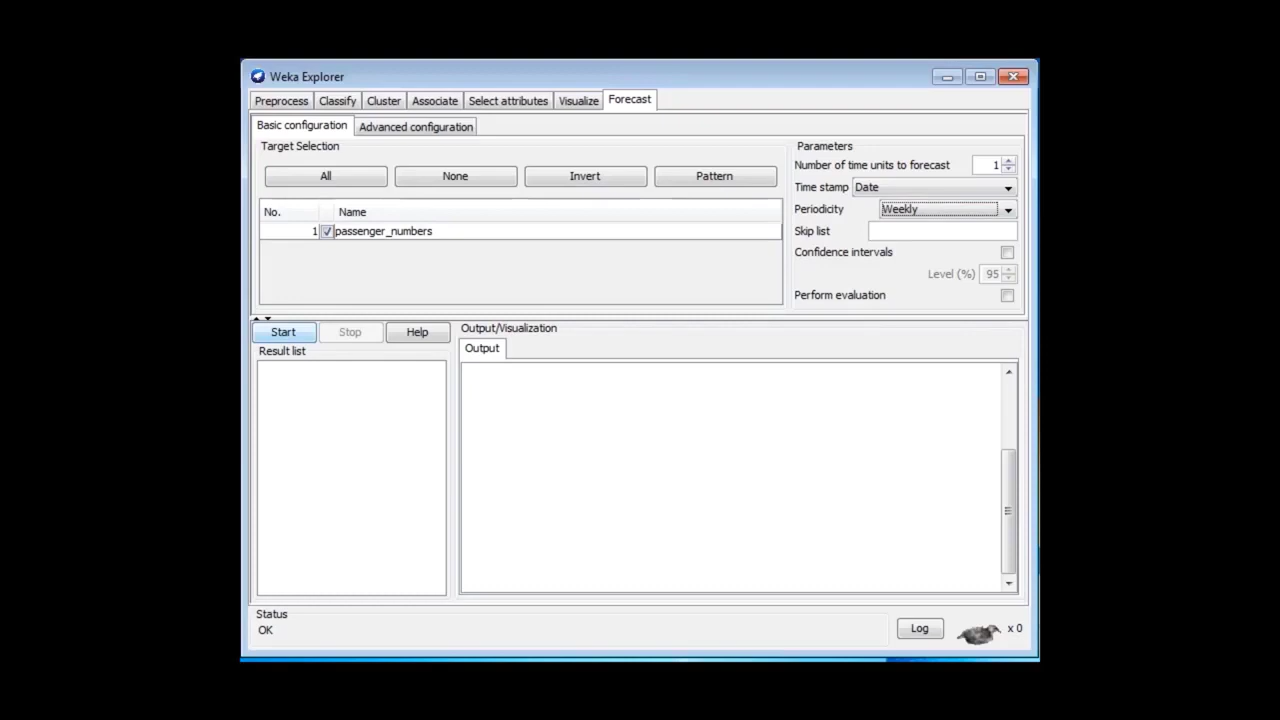 Weka Explorer
Preprocess Classify Cluster Associate Select attributes Visualize Forecast
Basic configuration Advanced configuration
Target Selection
All None Invert Pattern
No. Name
1 passenger_numbers
Parameters
Number of time units to forecast 1
Time stamp Date
Periodicity Weekly
Skip list
Confidence intervals
Level (%) 95
Perform evaluation
Start Stop Help
Result list
Output/Visualization
Output
Status
OK
Log x 0